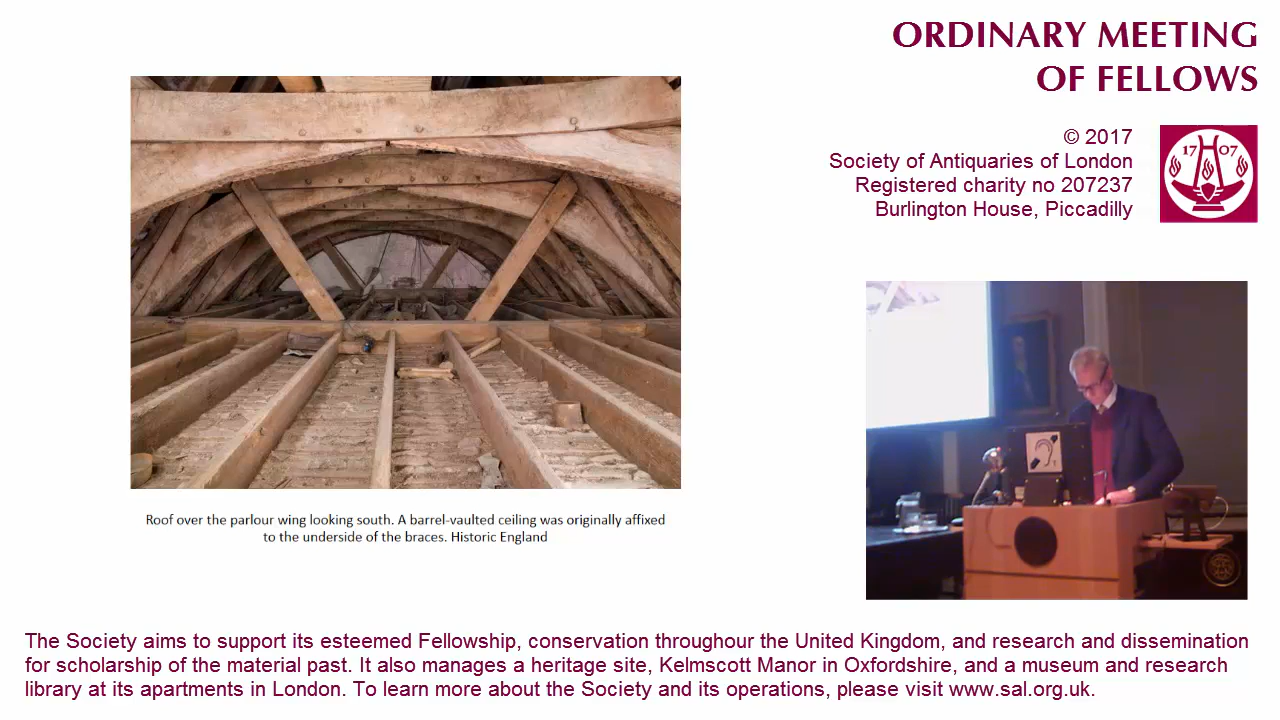 ORDINARY MEETING
OF FELLOWS
© 2017
Society of Antiquaries of London
Registered charity no 207237
Burlington House, Piccadilly
17 07
Roof over the parlour wing looking south. A barrel-vaulted ceiling was originally affixed
to the underside of the braces. Historic England
The Society aims to support its esteemed Fellowship, conservation throughour the United Kingdom, and research and dissemination
for scholarship of the material past. It also manages a heritage site, Kelmscott Manor in Oxfordshire, and a museum and research
library at its apartments in London. To learn more about the Society and its operations, please visit www.sal.org.uk.